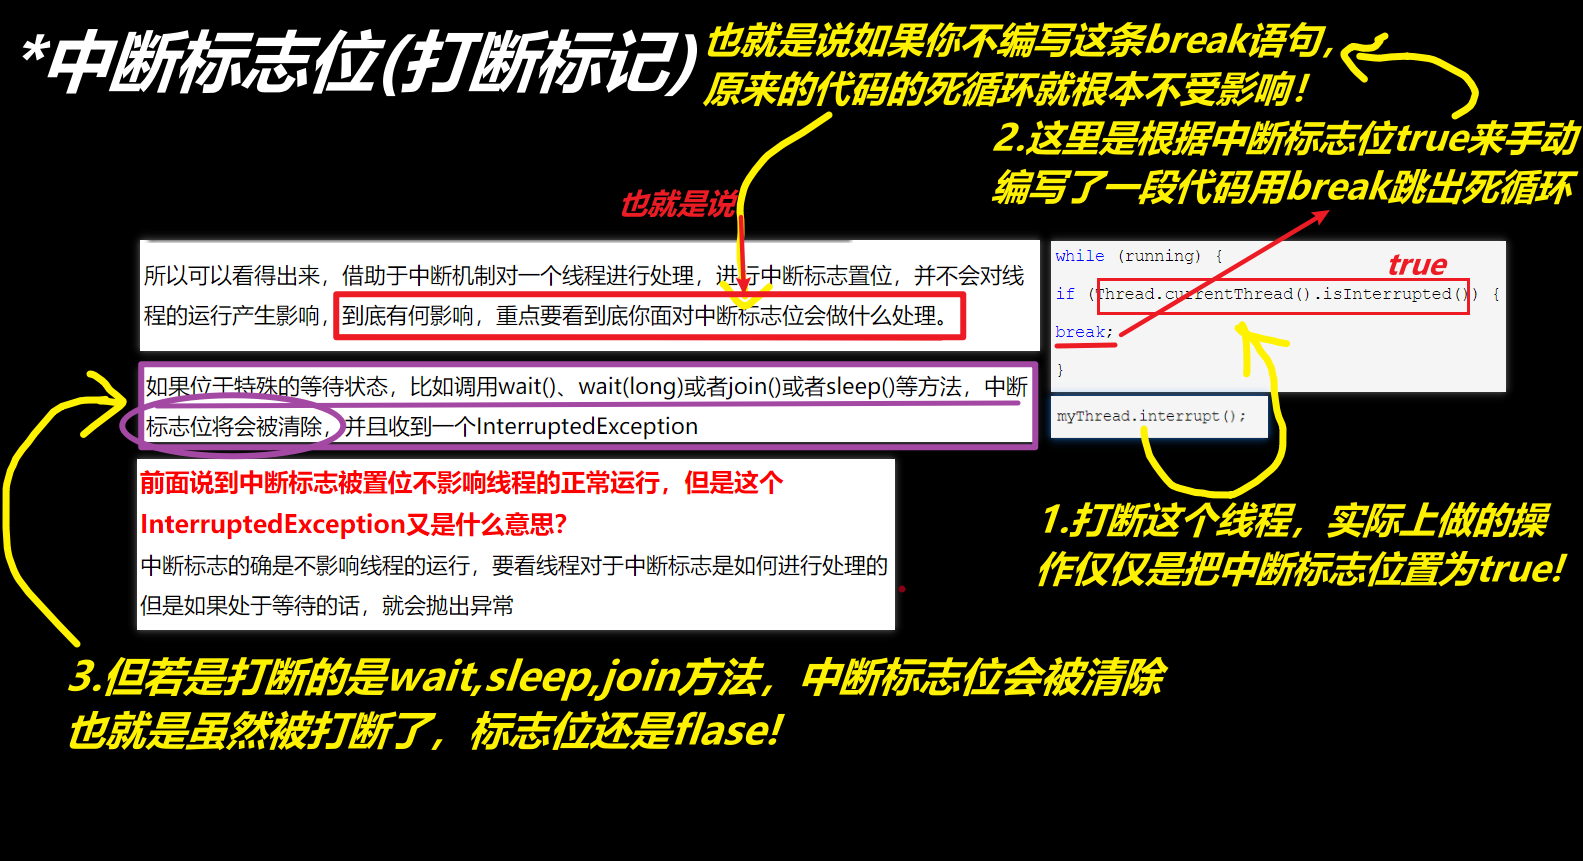 *中断标志位(打断标记)
也就是说如果你不编写这条break语句,
原来的代码的死循环就根本不受影响!
2.这里是根据中断标志位true来手动
编写了一段代码用break跳出死循环
也就是说
所以可以看得出来，借助于中断机制对一个线程进行处理，进行中断标志置位，并不会对线
程的运行产生影响，到底有何影响，重点要看到底你面对中断标志位会做什么处理。
while (running) {
true
if (Thread.currentThread().isInterrupted()) {
break;
}
myThread.interrupt();
如果位于特殊的等待状态，比如调用wait()、wait(long)或者join()或者sleep()等方法，中断
标志位将会被清除，并且收到一个InterruptedException
前面说到中断标志被置位不影响线程的正常运行，但是这个
InterruptedException又是什么意思?
中断标志的确是不影响线程的运行，要看线程对于中断标志是如何进行处理的
但是如果处于等待的话，就会抛出异常
1.打断这个线程，实际上做的操
作仅仅是把中断标志位置为true!
3.但若是打断的是wait,sleep,join方法，中断标志位会被清除
也就是虽然被打断了，标志位还是flase!